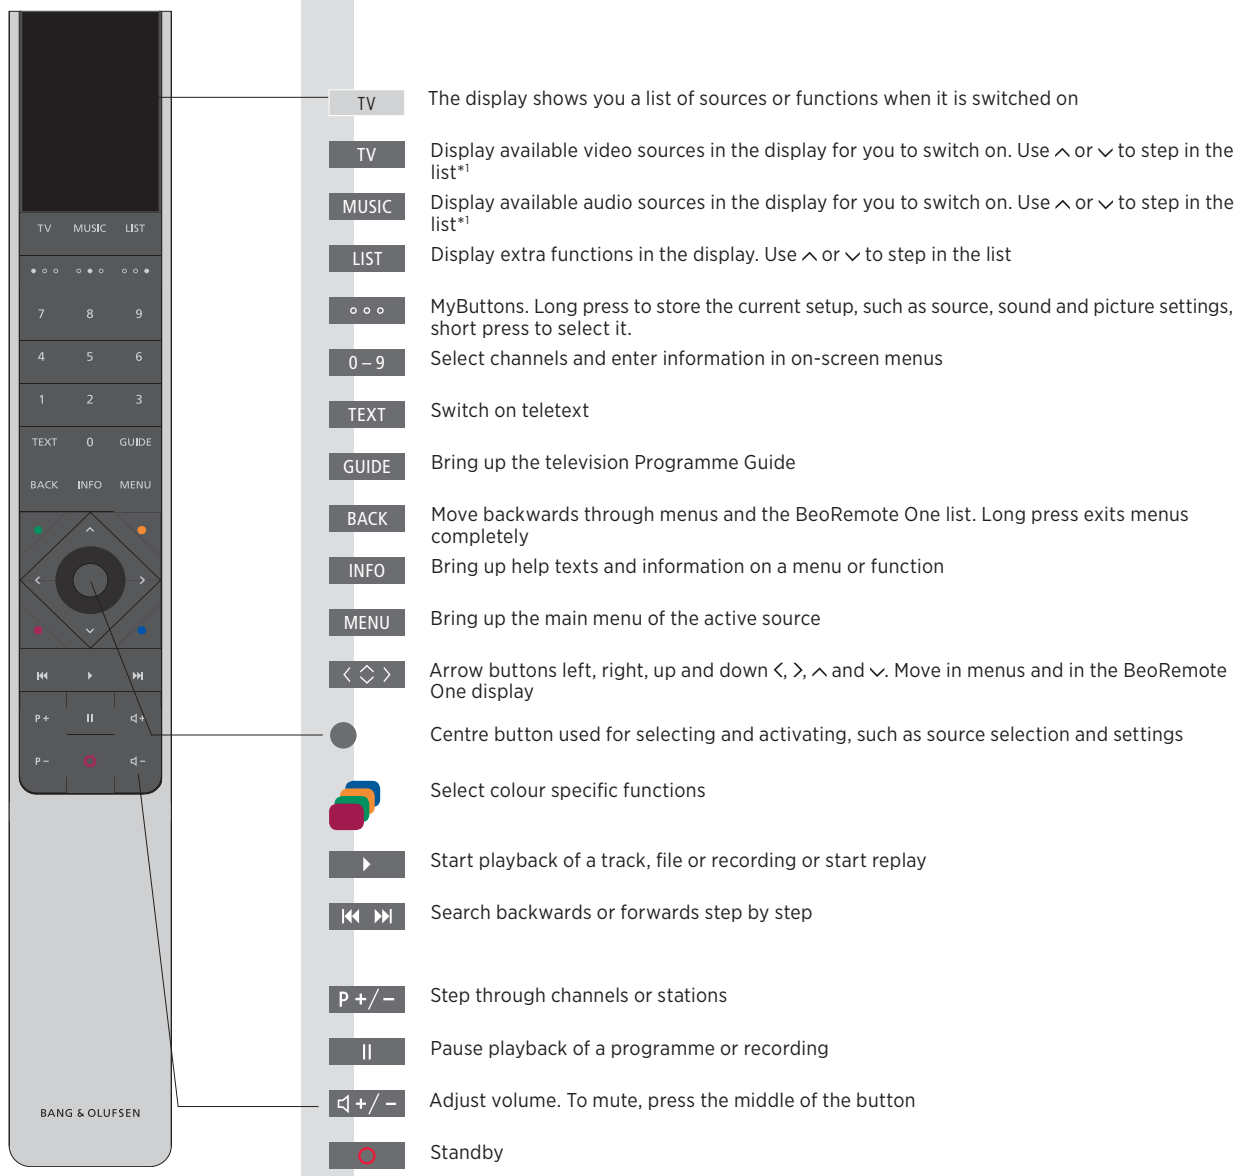 TV MUSIC LIST
7 8 9
4 5 6
1 2 3
TEXT 0 GUIDE
BACK INFO MENU
P +
P −
BANG & OLUFSEN
TV The display shows you a list of sources or functions when it is switched on
TV Display available video sources in the display for you to switch on. Use ^ or v to step in the
list*1
MUSIC Display available audio sources in the display for you to switch on. Use ^ or v to step in the
list*1
LIST Display extra functions in the display. Use ^ or v to step in the list
MyButtons. Long press to store the current setup, such as source, sound and picture settings,
short press to select it.
0 – 9 Select channels and enter information in on-screen menus
TEXT Switch on teletext
GUIDE Bring up the television Programme Guide
BACK Move backwards through menus and the BeoRemote One list. Long press exits menus
completely
INFO Bring up help texts and information on a menu or function
MENU Bring up the main menu of the active source
Arrow buttons left, right, up and down <, >, ^ and v. Move in menus and in the BeoRemote
One display
Centre button used for selecting and activating, such as source selection and settings
Select colour specific functions
Start playback of a track, file or recording or start replay
Search backwards or forwards step by step
P +/− Step through channels or stations
Pause playback of a programme or recording
+/− Adjust volume. To mute, press the middle of the button
Standby